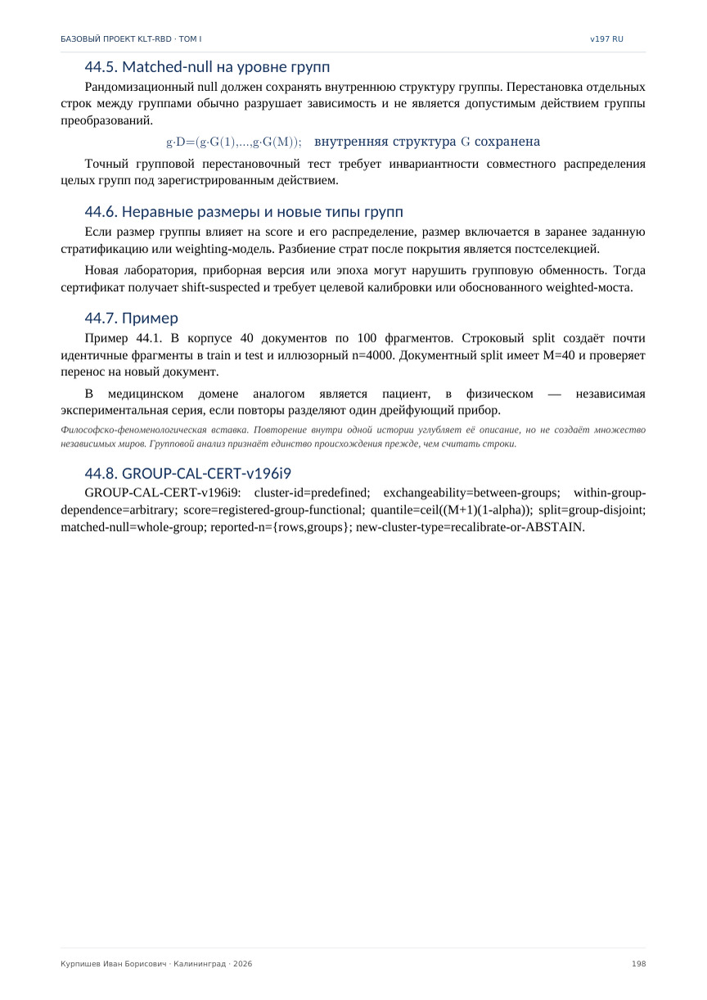 БАЗОВЫЙ ПРОЕКТ KLT-RBD · ТОМ I
v197 RU
44.5. Matched-null на уровне групп
Рандомизационный null должен сохранять внутреннюю структуру группы. Перестановка отдельных
строк между группами обычно разрушает зависимость и не является допустимым действием группы
преобразований.
g·D=(g·G(1),...,g·G(M)); внутренняя структура G сохранена
Точный групповой перестановочный тест требует инвариантности совместного распределения
целых групп под зарегистрированным действием.
44.6. Неравные размеры и новые типы групп
Если размер группы влияет на score и его распределение, размер включается в заранее заданную
стратификацию или weighting-модель. Разбиение страт после покрытия является постселекцией.
Новая лаборатория, приборная версия или эпоха могут нарушить групповую обменность. Тогда
сертификат получает shift-suspected и требует целевой калибровки или обоснованного weighted-моста.
44.7. Пример
Пример 44.1. В корпусе 40 документов по 100 фрагментов. Строковый split создаёт почти
идентичные фрагменты в train и test и иллюзорный n=4000. Документный split имеет M=40 и проверяет
перенос на новый документ.
В медицинском домене аналогом является пациент, в физическом — независимая
экспериментальная серия, если повторы разделяют один дрейфующий прибор.
Философско-феноменологическая вставка. Повторение внутри одной истории углубляет её описание, но не создаёт множество
независимых миров. Групповой анализ признаёт единство происхождения прежде, чем считать строки.
44.8. GROUP-CAL-CERT-v196i9
GROUP-CAL-CERT-v196i9: cluster-id=predefined; exchangeability=between-groups; within-group-
dependence=arbitrary; score=registered-group-functional; quantile=ceil((M+1)(1-alpha)); split=group-disjoint;
matched-null=whole-group; reported-n={rows,groups}; new-cluster-type=recalibrate-or-ABSTAIN.
Курпишев Иван Борисович · Калининград · 2026
198